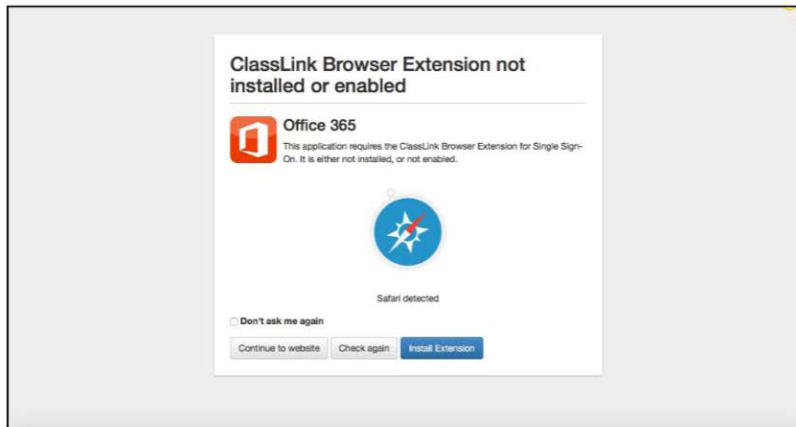 ClassLink Browser Extension not
installed or enabled
Office 365
This application requires the ClassLink Browser Extension for Single Sign-
On. It is either not installed, or not enabled.
Safari detected
Don't ask me again
Continue to website Check again Install Extension